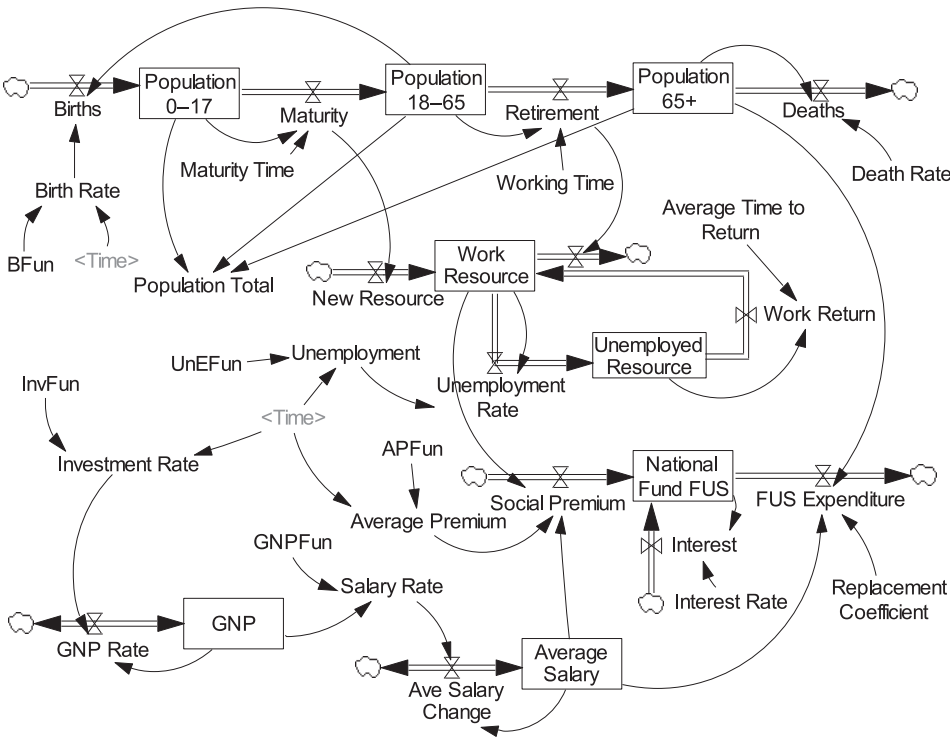 Population
0–17
Population
18–65
Population
65+
Births
Maturity
Retirement
Deaths
Maturity Time
Working Time
Death Rate
Birth Rate
BFun
<Time>
Population Total
Average Time to
Return
Work
Resource
New Resource
Work Return
Unemployed
Resource
UnEFun
Unemployment
Unemployment
Rate
InvFun
<Time>
Investment Rate
APFun
National
Fund FUS
Social Premium
FUS Expenditure
Average Premium
GNPFun
Interest
Salary Rate
Interest Rate
Replacement
Coefficient
GNP
GNP Rate
Average
Salary
Ave Salary
Change